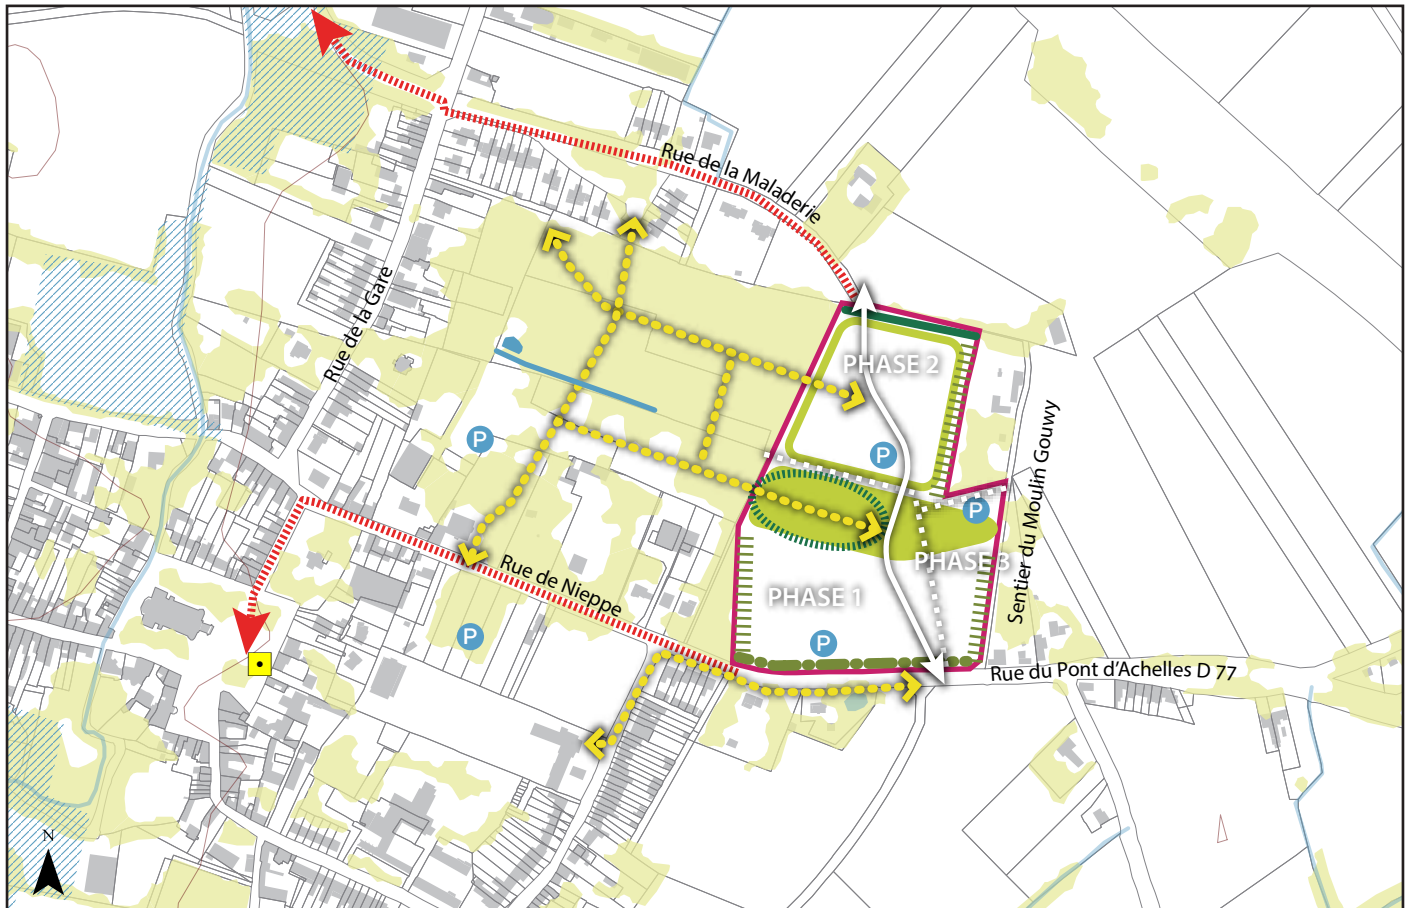 Rue de la Maladerie
Rue de la Gare
PHASE 2
P
P
Sentier du Moulin Gouwy
P
PHASE 3
Rue de Nieppe
PHASE 1
P
P
Rue du Pont d'Achelles D 77
N